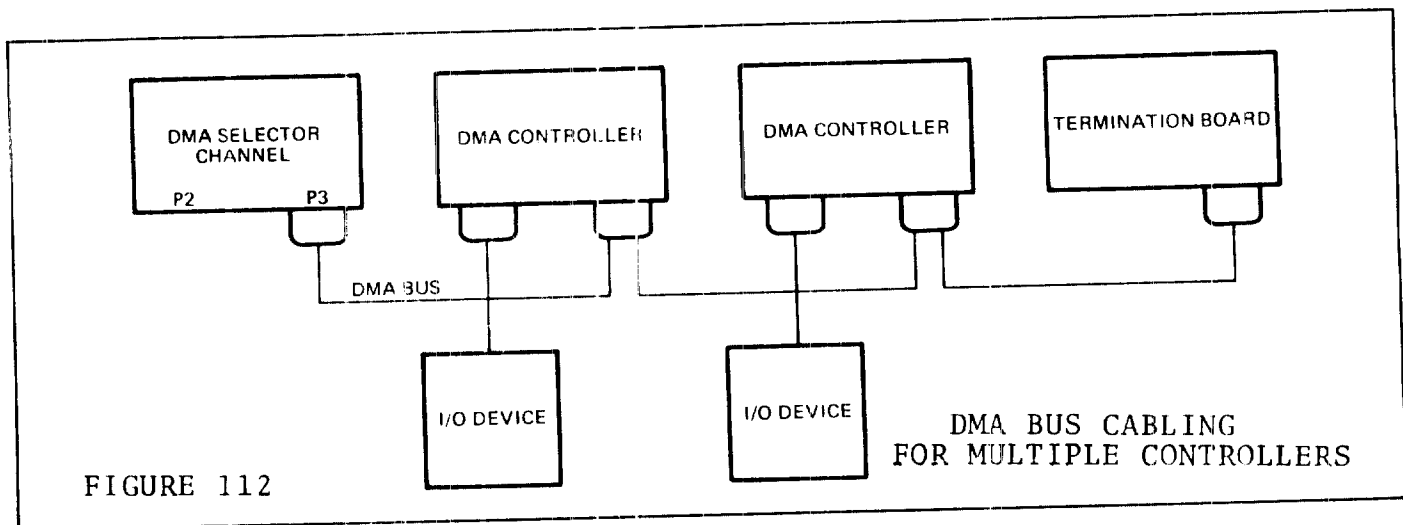 DMA SELECTOR
CHANNEL
P2 P3
DMA CONTROLLER
DMA CONTROLLER
TERMINATION BOARD
DMA BUS
I/O DEVICE
I/O DEVICE
DMA BUS CABLING
FOR MULTIPLE CONTROLLERS
FIGURE 112